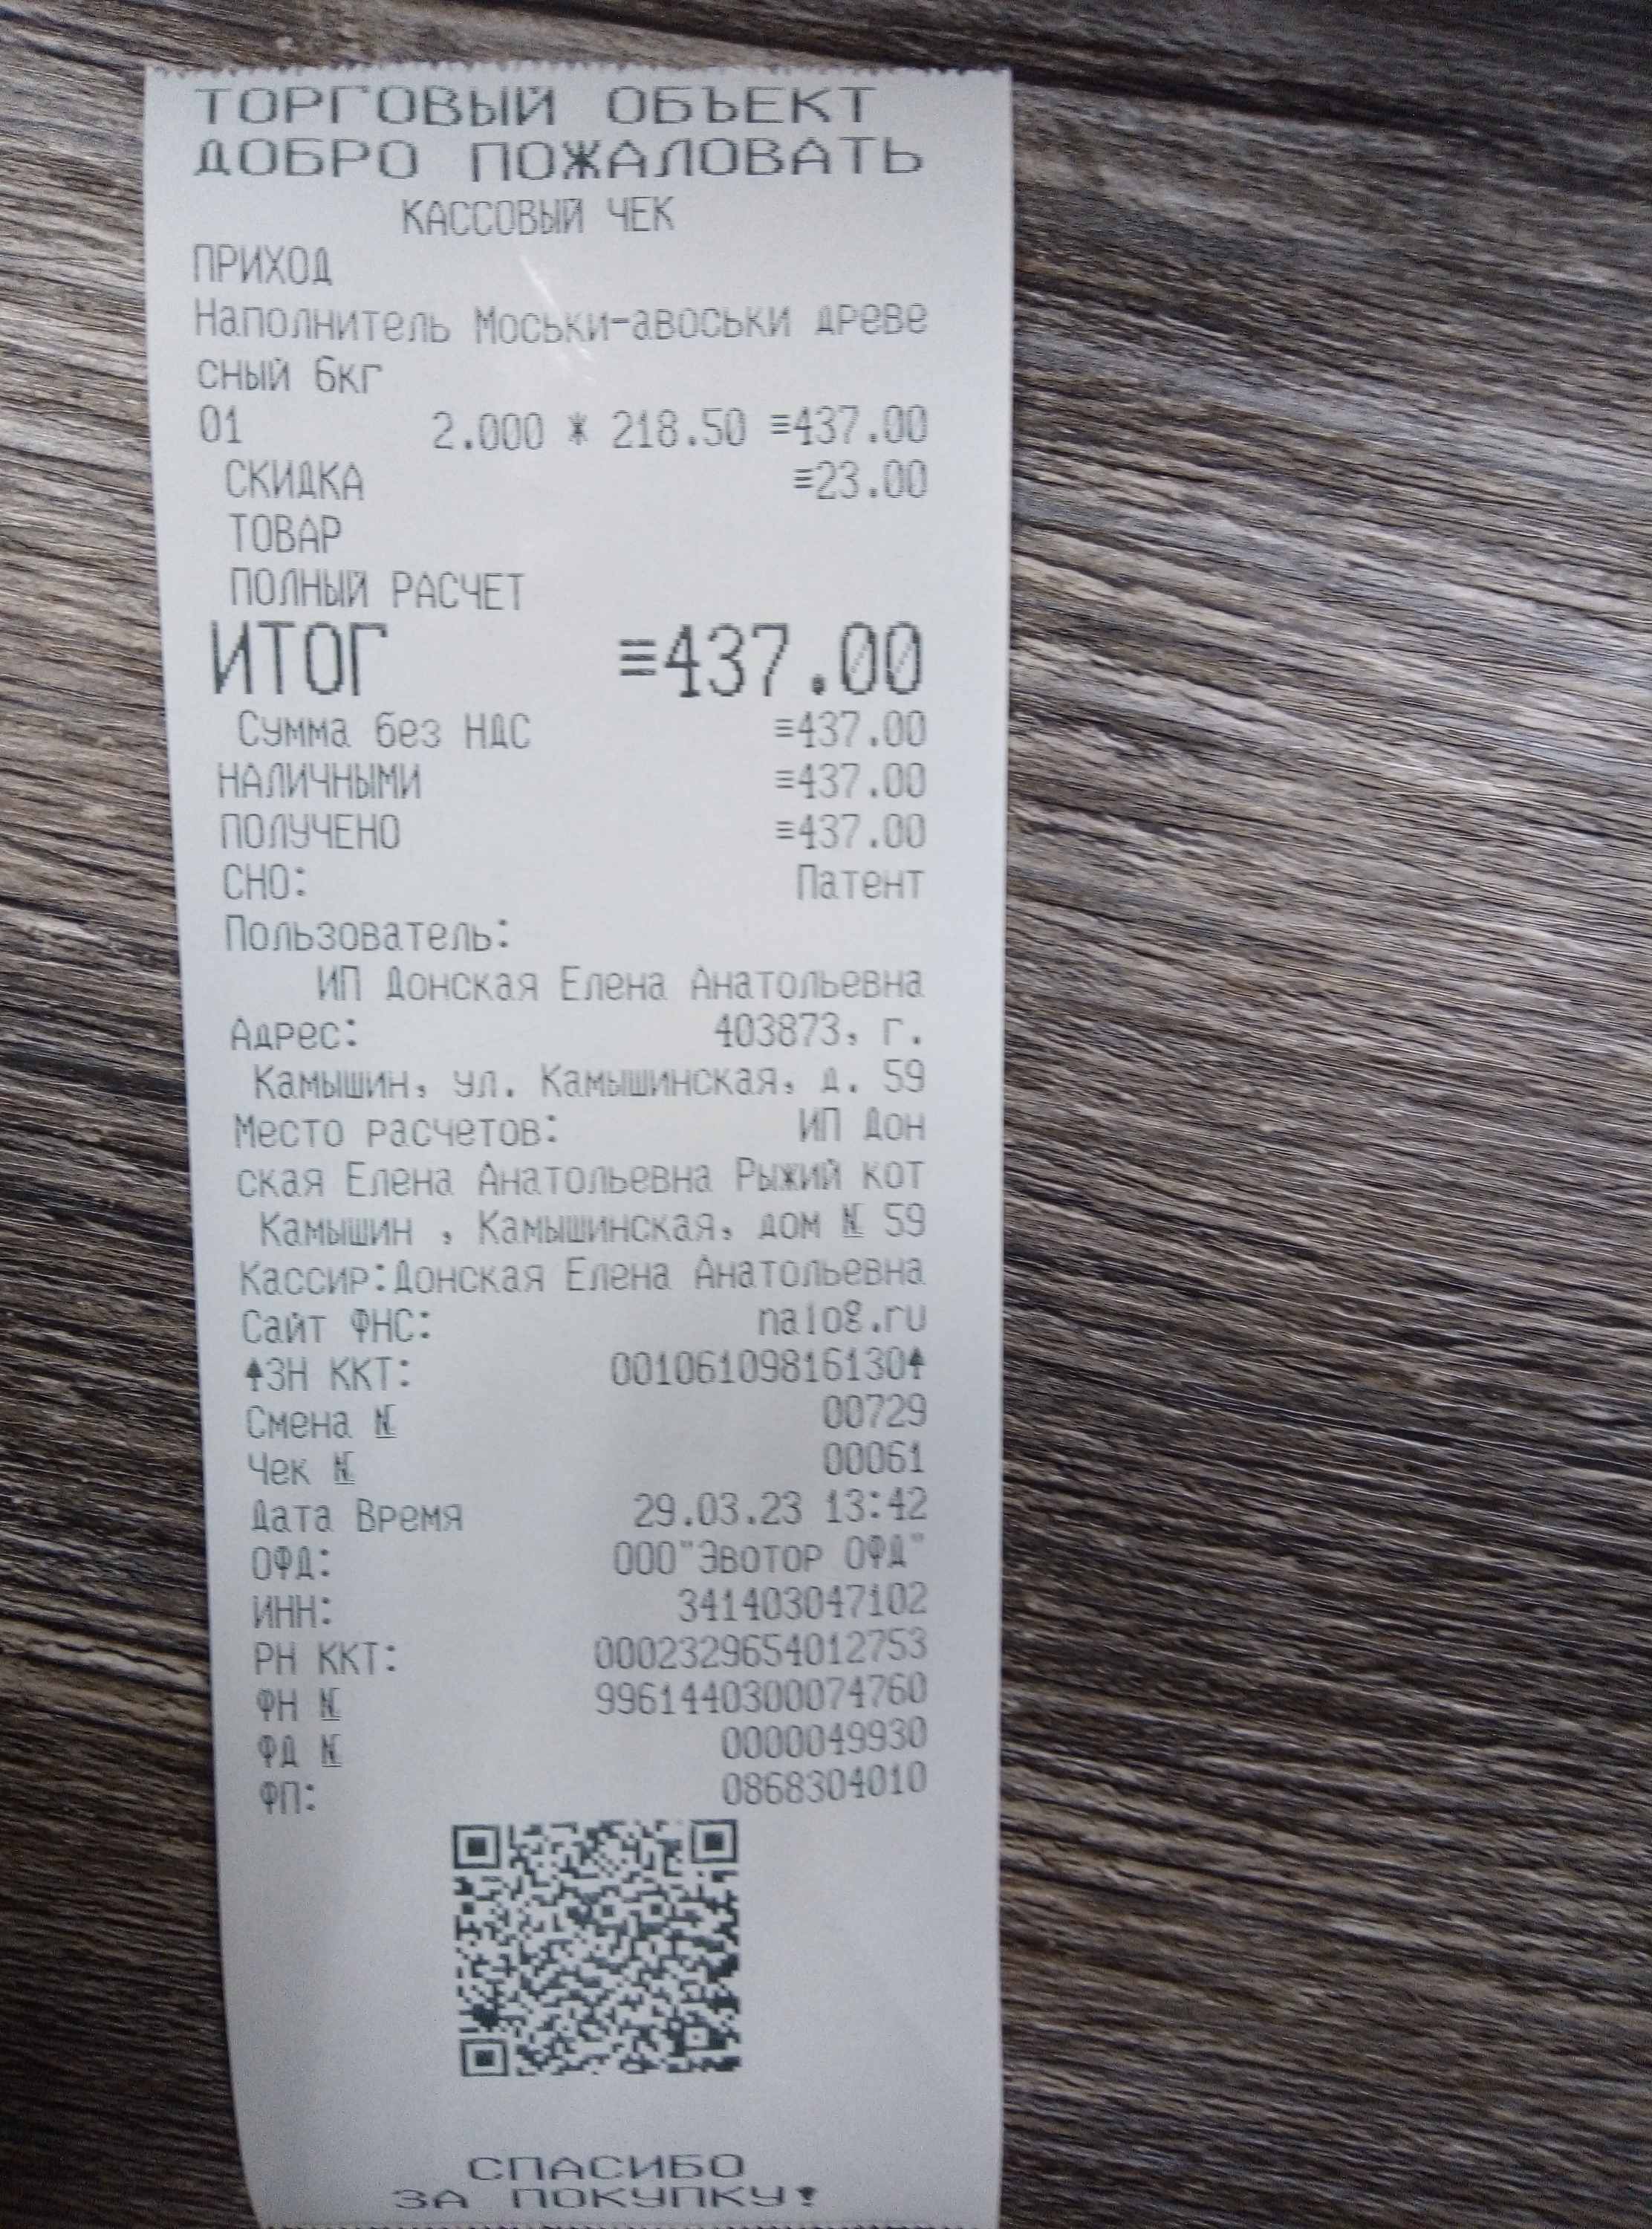 ТОРГОВЫЙ ОБЪЕКТ
ДОБРО ПОЖАЛОВАТЬ
КАССОВЫЙ ЧЕК
ПРИХОД
Наполнитель Моськи-авоськи древе
сный 6кг
01 2.000 * 218.50 ≡437.00
СКИДКА ≡23.00
ТОВАР
ПОЛНЫЙ РАСЧЕТ
ИТОГ ≡437.00
Сумма без НДС ≡437.00
НАЛИЧНЫМИ ≡437.00
ПОЛУЧЕНО ≡437.00
СНО: Патент
Пользователь:
ИП Донская Елена Анатольевна
Адрес: 403873, г.
Камышин, ул. Камышинская, д. 59
Место расчетов: ИП Дон
ская Елена Анатольевна Рыжий кот
Камышин , Камышинская, дом № 59
Кассир:Донская Елена Анатольевна
Сайт ФНС: nalog.ru
↑ЗН ККТ: 00106109816130↑
Смена № 00729
Чек № 00061
Дата Время 29.03.23 13:42
ОФД: ООО"Эвотор ОФД"
ИНН: 341403047102
РН ККТ: 0002329654012753
ФН № 9961440300074760
ФД № 0000049930
ФП: 0868304010
СПАСИБО
ЗА ПОКУПКУ!